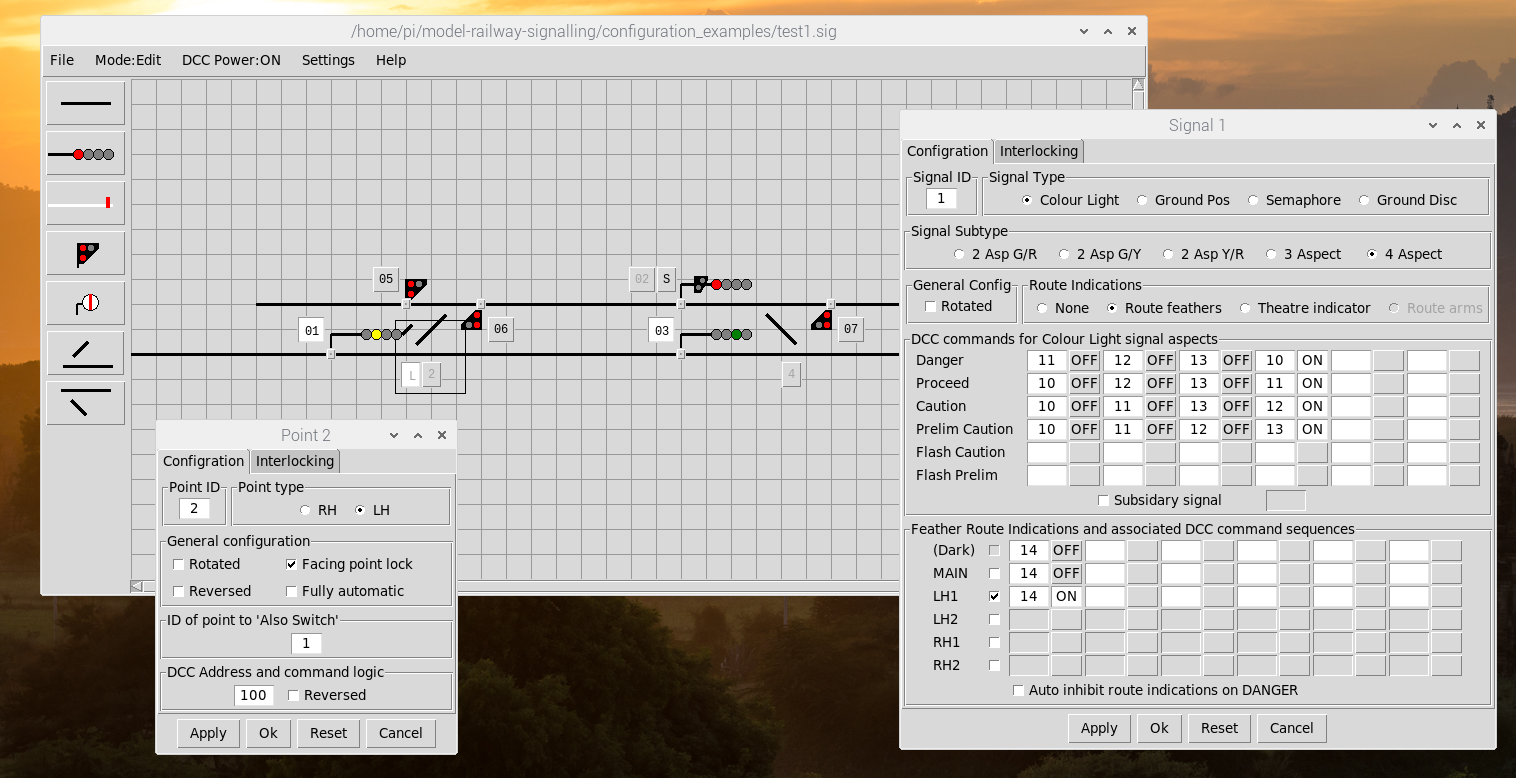 /home/pi/model-railway-signalling/configuration_examples/test1.sig
File Mode:Edit DCC Power:ON Settings Help
05 02 S
01 06 03 07
L 2 4
Point 2
Configration Interlocking
Point ID Point type
2 RH LH
General configuration
Rotated Facing point lock
Reversed Fully automatic
ID of point to 'Also Switch'
1
DCC Address and command logic
100 Reversed
Apply Ok Reset Cancel
Signal 1
Configration Interlocking
Signal ID Signal Type
1 Colour Light Ground Pos Semaphore Ground Disc
Signal Subtype
2 Asp G/R 2 Asp G/Y 2 Asp Y/R 3 Aspect 4 Aspect
General Config Route Indications
Rotated None Route feathers Theatre indicator Route arms
DCC commands for Colour Light signal aspects
Danger 11 OFF 12 OFF 13 OFF 10 ON
Proceed 10 OFF 12 OFF 13 OFF 11 ON
Caution 10 OFF 11 OFF 13 OFF 12 ON
Prelim Caution 10 OFF 11 OFF 12 OFF 13 ON
Flash Caution
Flash Prelim
Subsidary signal
Feather Route Indications and associated DCC command sequences
(Dark) 14 OFF
MAIN 14 OFF
LH1 14 ON
LH2
RH1
RH2
Auto inhibit route indications on DANGER
Apply Ok Reset Cancel